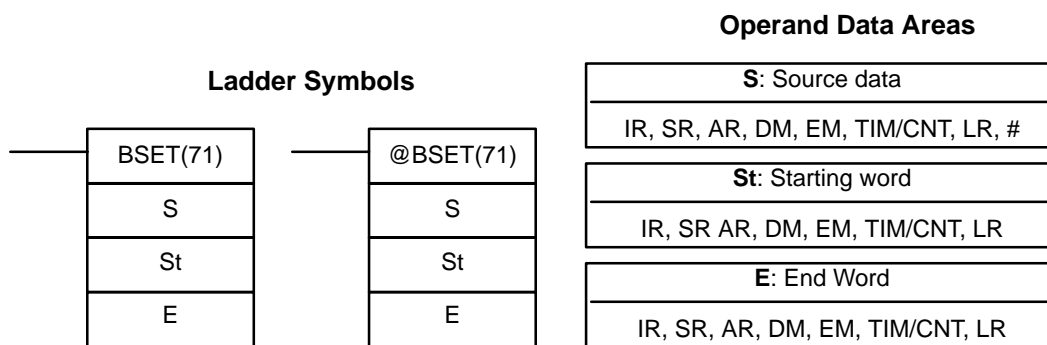 Operand Data Areas
Ladder Symbols
S: Source data
IR, SR, AR, DM, EM, TIM/CNT, LR, #
BSET(71)
@BSET(71)
St: Starting word
S
S
IR, SR AR, DM, EM, TIM/CNT, LR
St
St
E: End Word
E
E
IR, SR, AR, DM, EM, TIM/CNT, LR